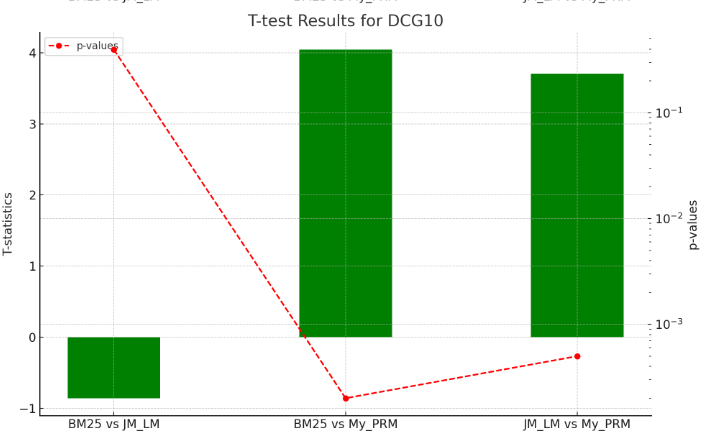 T-test Results for DCG10
p-values
T-statistics
4
3
2
1
0
−1
10⁻¹
10⁻²
10⁻³
p-values
BM25 vs JM_LM
BM25 vs My_PRM
JM_LM vs My_PRM